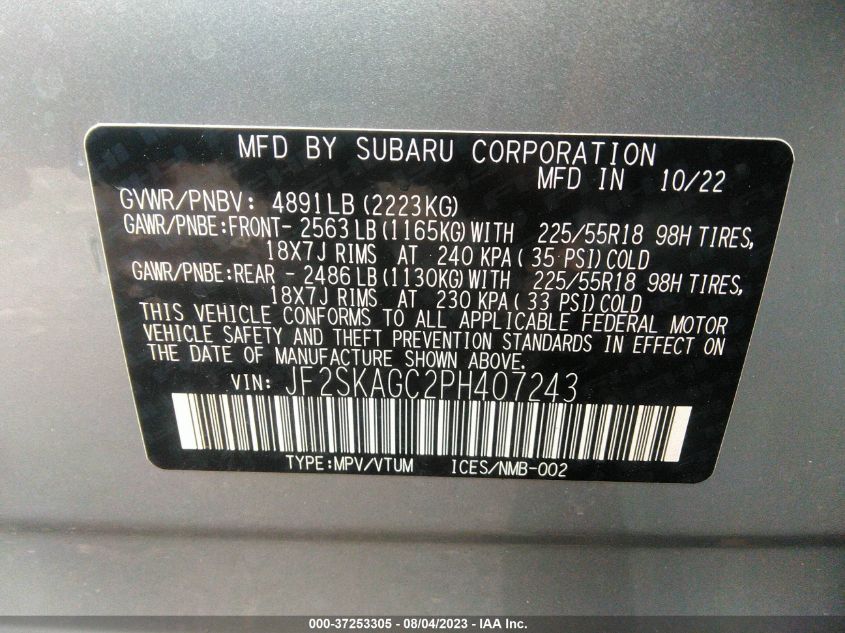 MFD BY SUBARU CORPORATION
MFD IN 10/22
GVWR/PNBV: 4891LB (2223KG)
GAWR/PNBE:FRONT- 2563LB (1165KG) WITH 225/55R18 98H TIRES,
18X7J RIMS AT 240 KPA ( 35 PSI) COLD
GAWR/PNBE:REAR - 2486LB (1130KG) WITH 225/55R18 98H TIRES,
18X7J RIMS AT 230 KPA ( 33 PSI) COLD
THIS VEHICLE CONFORMS TO ALL APPLICABLE FEDERAL MOTOR
VEHICLE SAFETY AND THEFT PREVENTION STANDARDS IN EFFECT ON
THE DATE OF MANUFACTURE SHOWN ABOVE.
VIN: JF2SKAGC2PH407243
TYPE:MPV/VTUM ICES/NMB-002
000-37253305 - 08/04/2023 - IAA Inc.